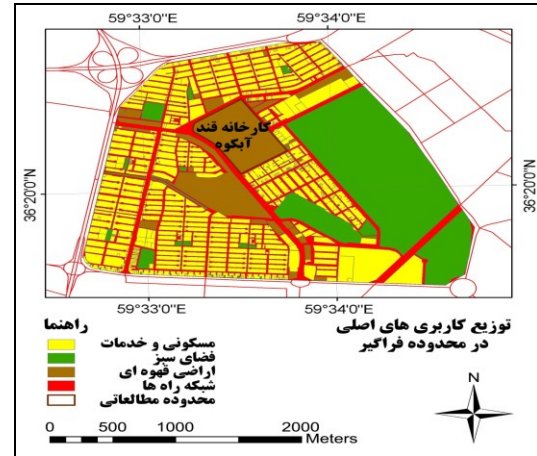 59°33'0"E
59°34'0"E
36°20'0"N
36°20'0"N
کارخانه قند
آبکوه
59°33'0"E
59°34'0"E
توزیع کاربری های اصلی
در محدوده فراگیر
راهنما
مسکونی و خدمات
فضای سبز
اراضی قهوه ای
شبکه راه ها
محدوده مطالعاتی
N
0 500 1000 2000
Meters